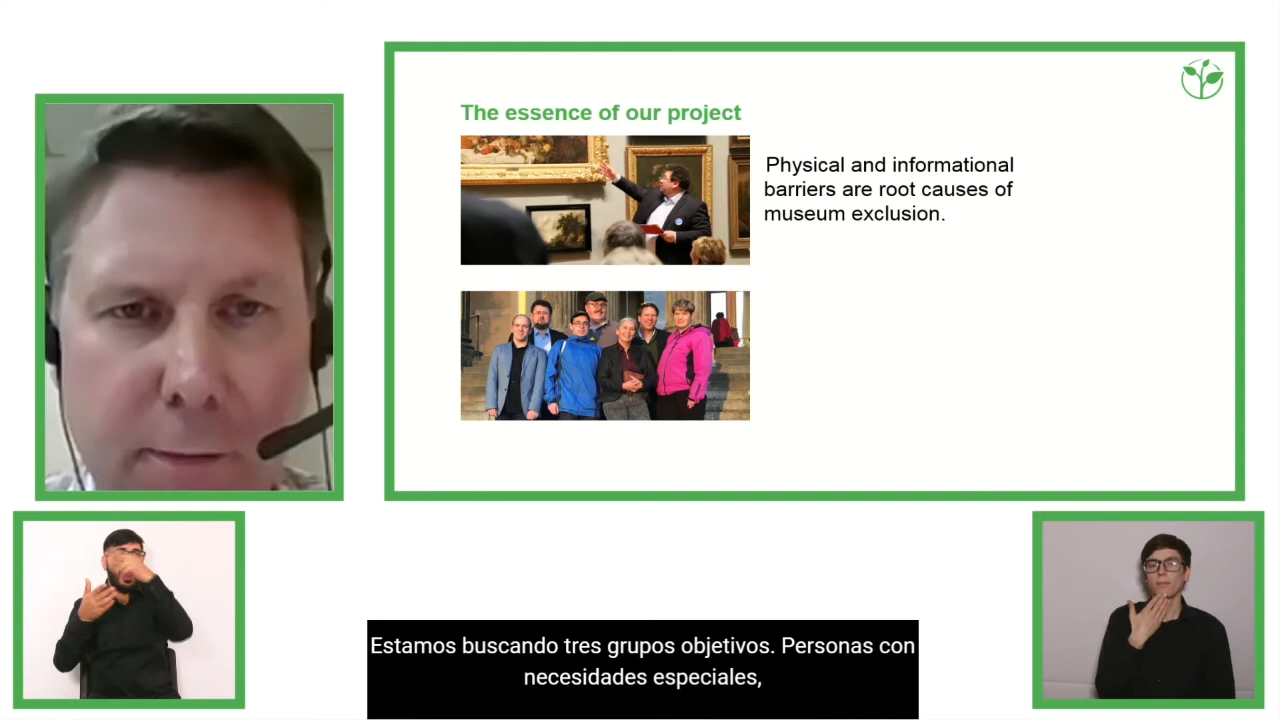 The essence of our project
Physical and informational
barriers are root causes of
museum exclusion.
Estamos buscando tres grupos objetivos. Personas con
necesidades especiales,